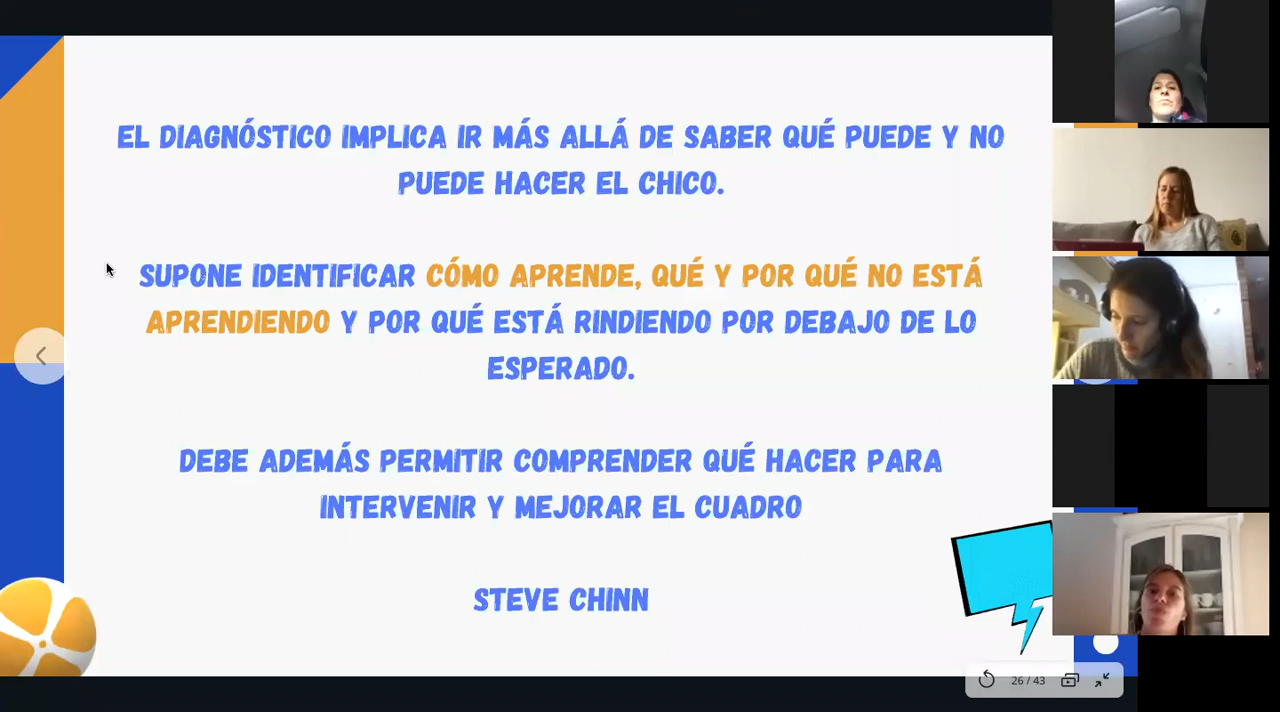 EL DIAGNÓSTICO IMPLICA IR MÁS ALLÁ DE SABER QUÉ PUEDE Y NO
PUEDE HACER EL CHICO.
SUPONE IDENTIFICAR CÓMO APRENDE, QUÉ Y POR QUÉ NO ESTÁ
APRENDIENDO Y POR QUÉ ESTÁ RINDIENDO POR DEBAJO DE LO
ESPERADO.
DEBE ADEMÁS PERMITIR COMPRENDER QUÉ HACER PARA
INTERVENIR Y MEJORAR EL CUADRO
STEVE CHINN
26 / 43